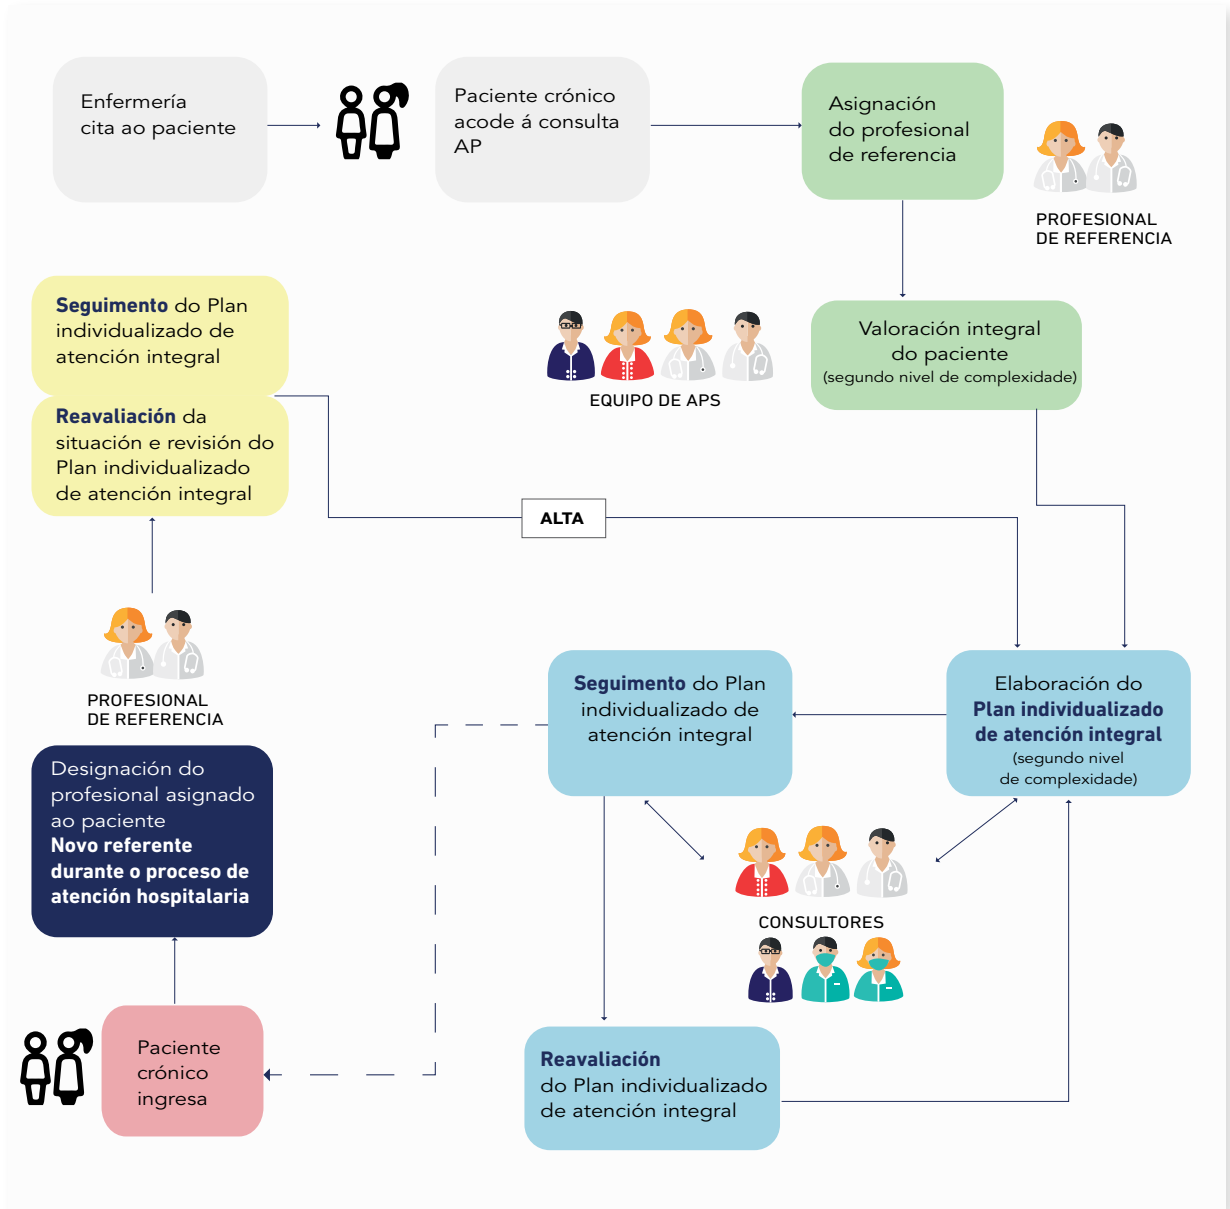 Enfermería
cita ao paciente
Paciente crónico
acode á consulta
AP
Asignación
do profesional
de referencia
PROFESIONAL
DE REFERENCIA
Seguimento do Plan
individualizado de
atención integral
Reavaliación da
situación e revisión do
Plan individualizado
de atención integral
EQUIPO DE APS
Valoración integral
do paciente
(segundo nivel de complexidade)
ALTA
PROFESIONAL
DE REFERENCIA
Seguimento do Plan
individualizado de
atención integral
Elaboración do
Plan individualizado
de atención integral
(segundo nivel
de complexidade)
Designación do
profesional asignado
ao paciente
Novo referente
durante o proceso de
atención hospitalaria
CONSULTORES
Paciente
crónico
ingresa
Reavaliación
do Plan individualizado
de atención integral